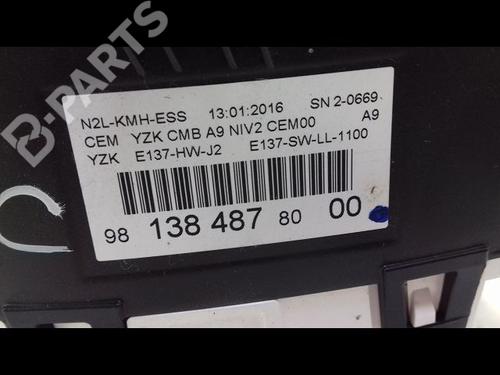 B-PARTS
N2L-KMH-ESS 13:01:2016 SN 2-0669
CEM YZK CMB A9 NIV2 CEM00 A9
YZK E137-HW-J2 E137-SW-LL-1100
98 138 487 80 00